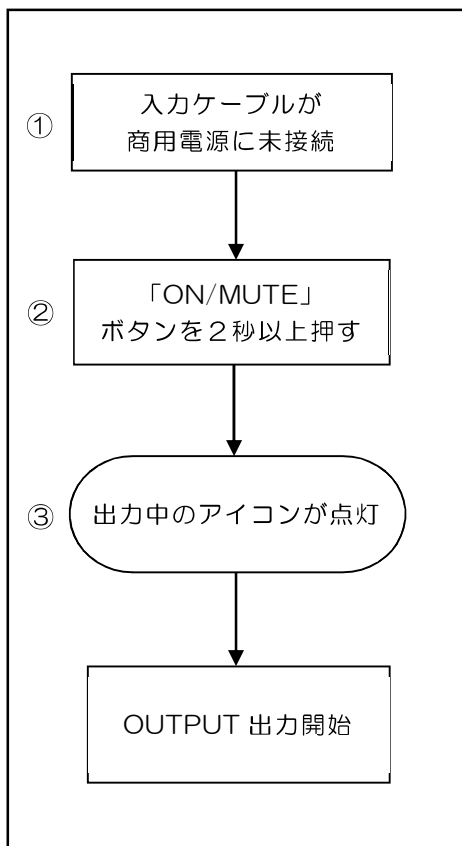 ①
入力ケーブルが
商用電源に未接続
②
「ON/MUTE」
ボタンを２秒以上押す
③
出力中のアイコンが点灯
OUTPUT 出力開始